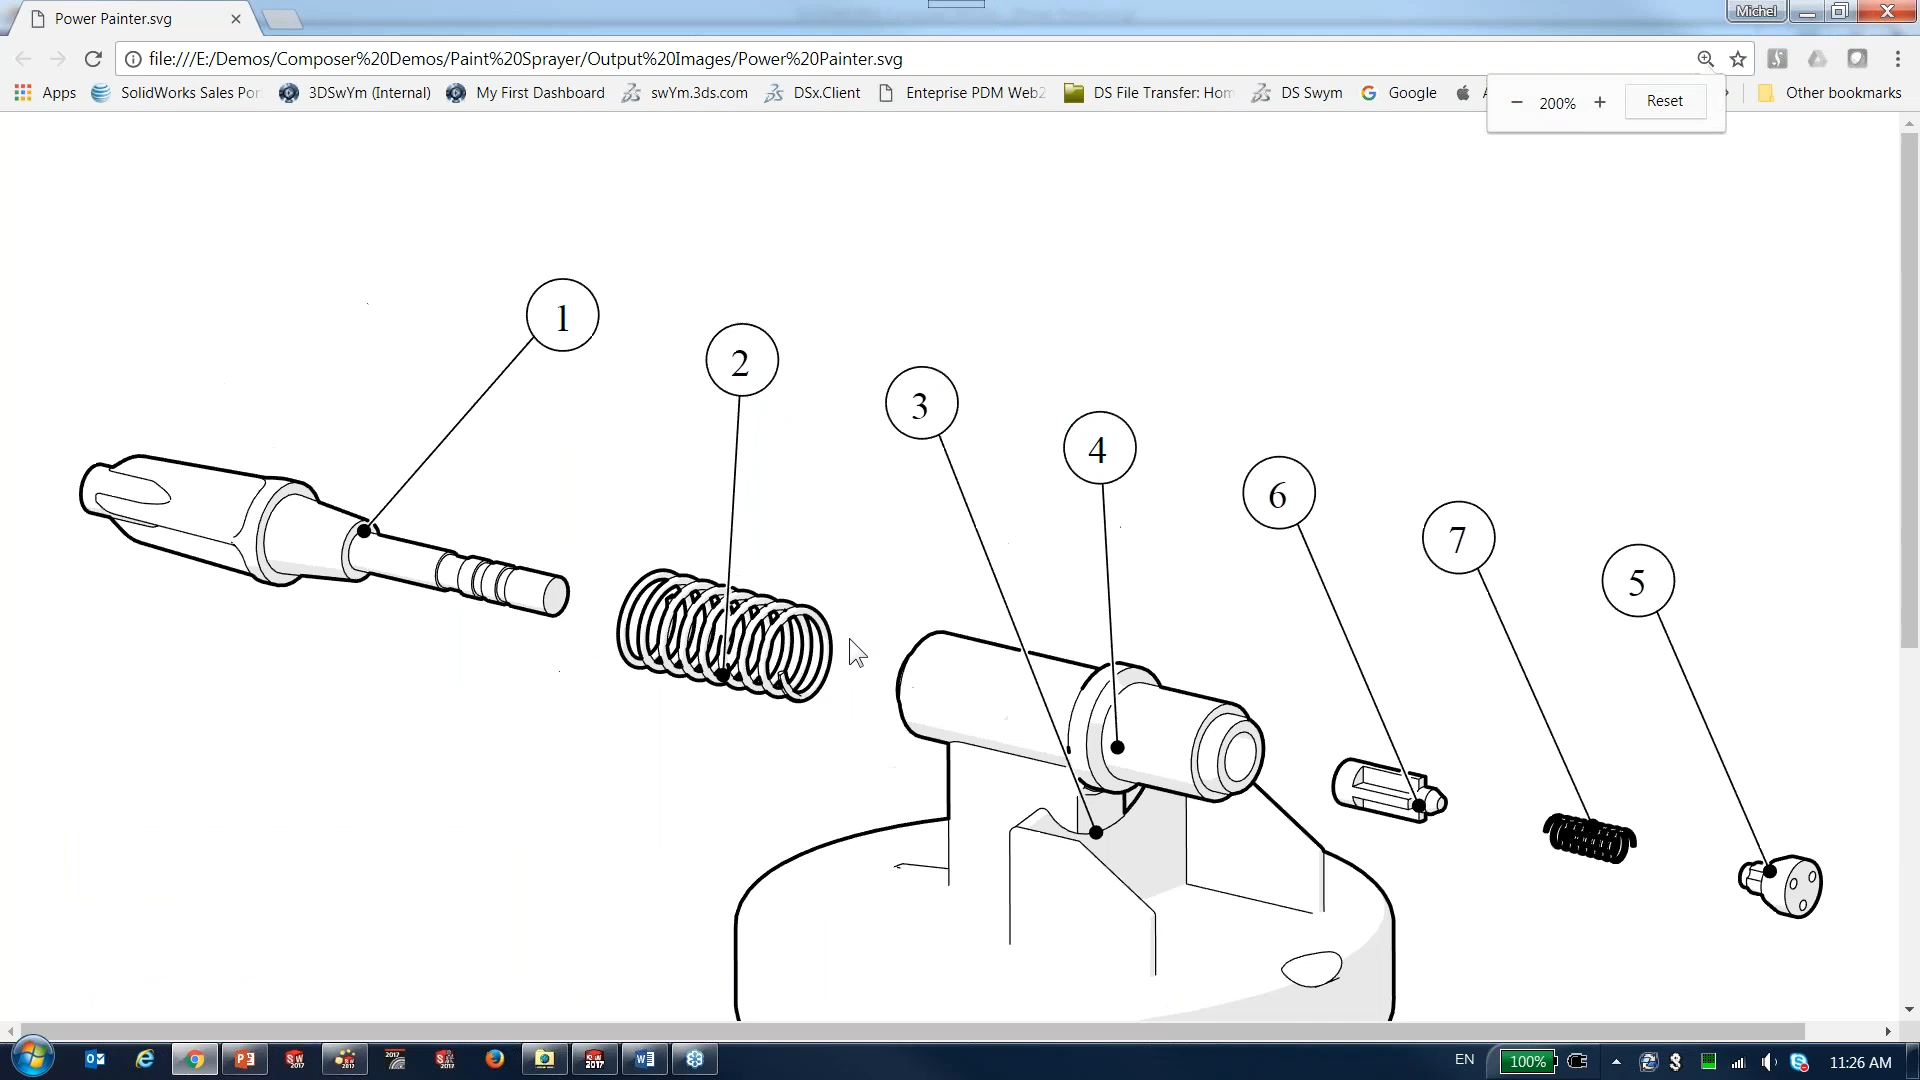 Power Painter.svg
Michel
file:///E:/Demos/Composer%20Demos/Paint%20Sprayer/Output%20Images/Power%20Painter.svg
Apps SolidWorks Sales Por 3DSwYm (Internal) My First Dashboard swYm.3ds.com DSx.Client Enteprise PDM Web2 DS File Transfer: Hom DS Swym Google Other bookmarks
− 200% + Reset
1
2
3
4
6
7
5
EN 100% 11:26 AM